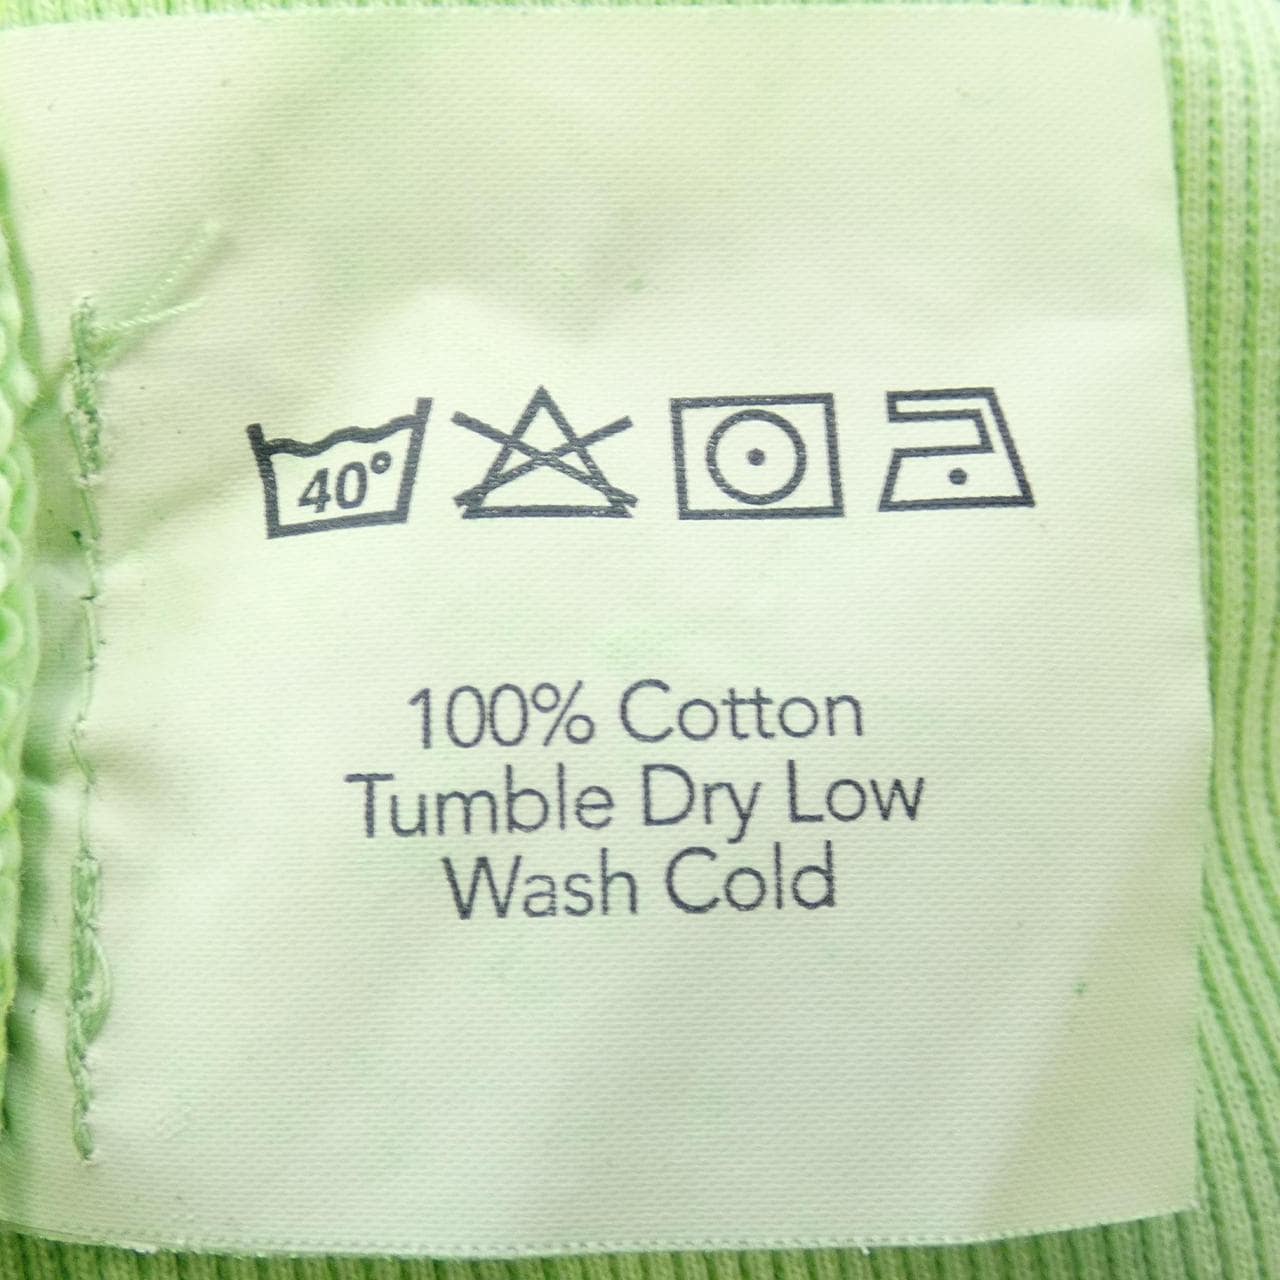 40°
100% Cotton
Tumble Dry Low
Wash Cold